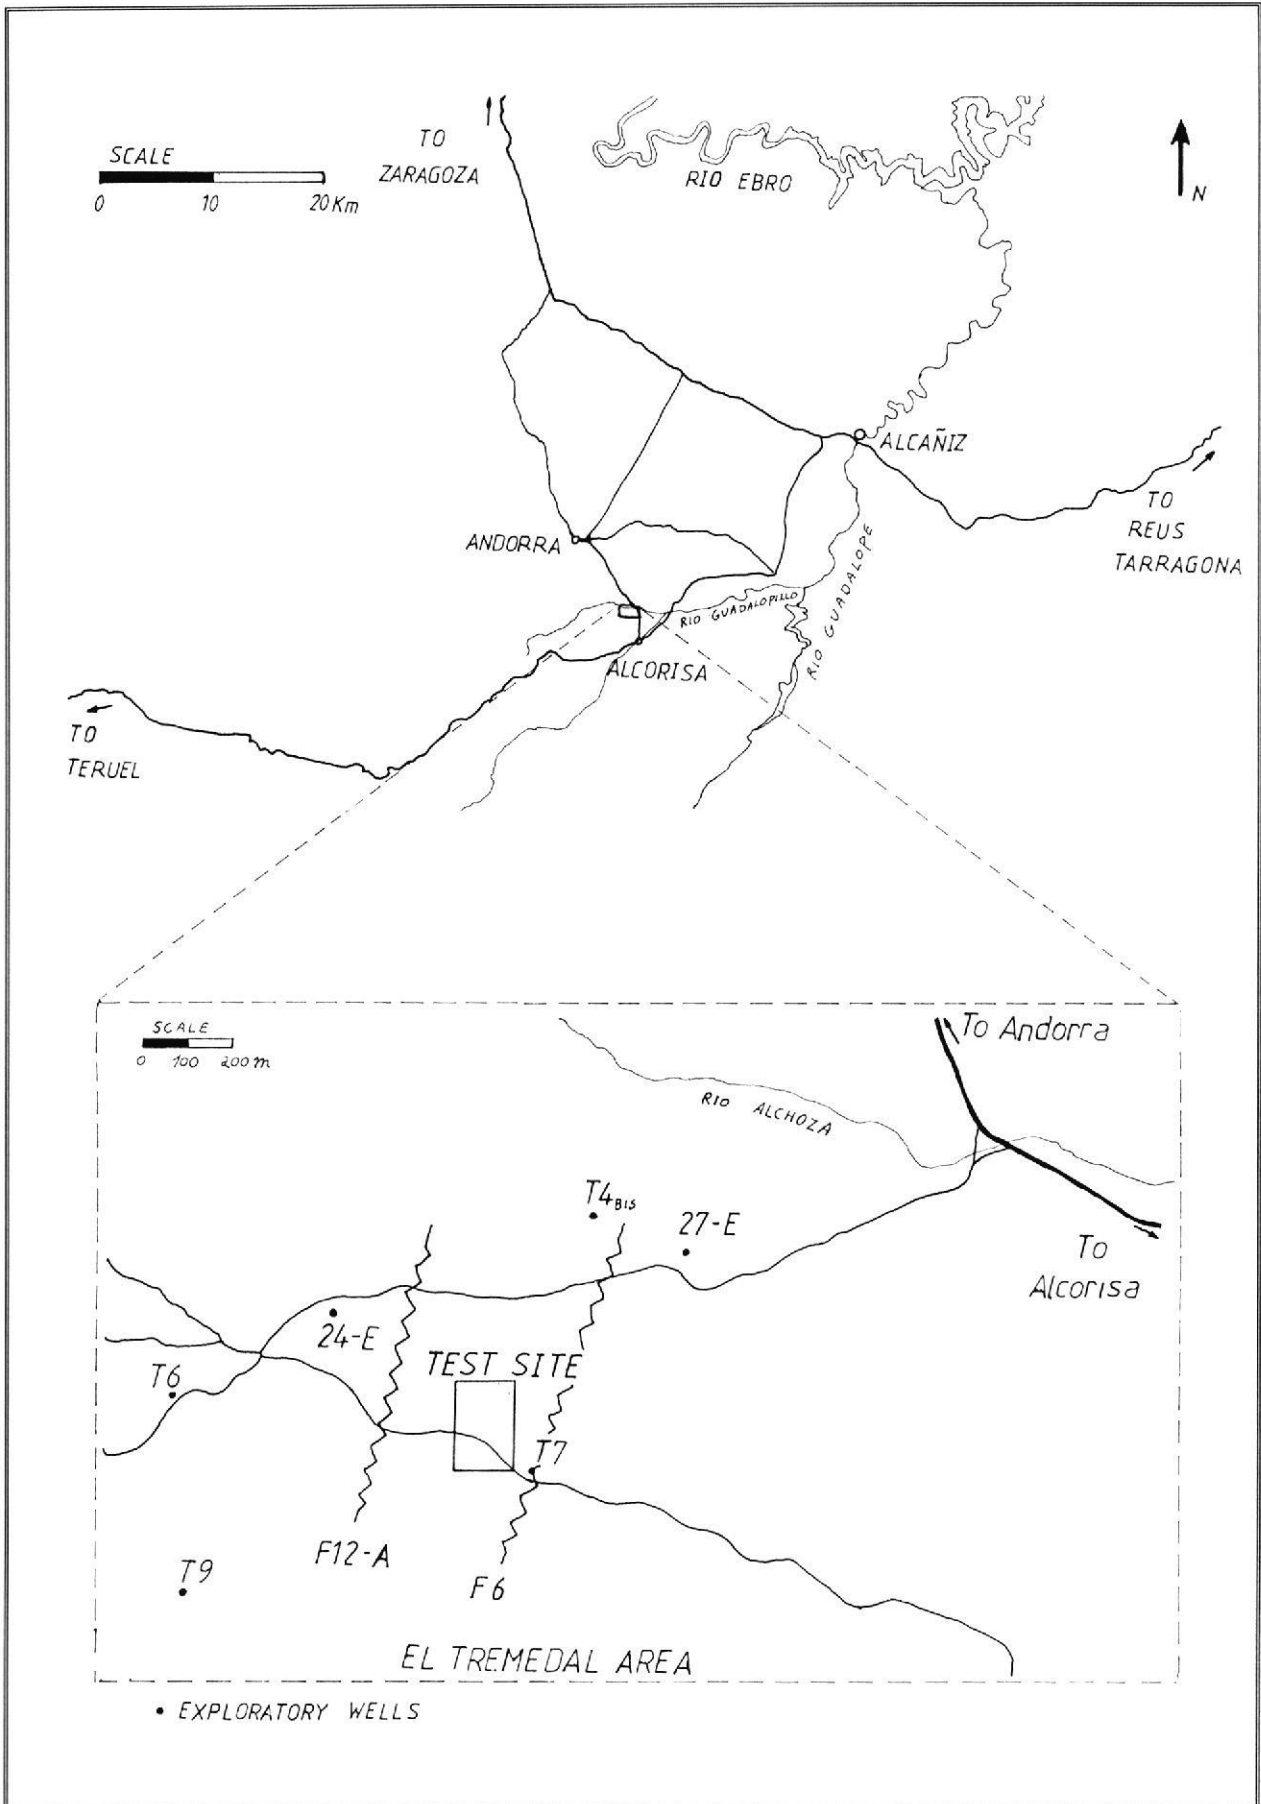 SCALE
0 10 20 Km
TO
ZARAGOZA
RIO EBRO
N
ALCAÑIZ
TO
REUS
TARRAGONA
ANDORRA
RIO GUADALOPILLO
RIO GUADALOPE
ALCORISA
TO
TERUEL
SCALE
0 100 200 m
To Andorra
RIO ALCHOZA
T4 BIS
27-E
To
Alcorisa
24-E
TEST SITE
T6
T7
F12-A
F6
T9
EL TREMEDAL AREA
• EXPLORATORY WELLS